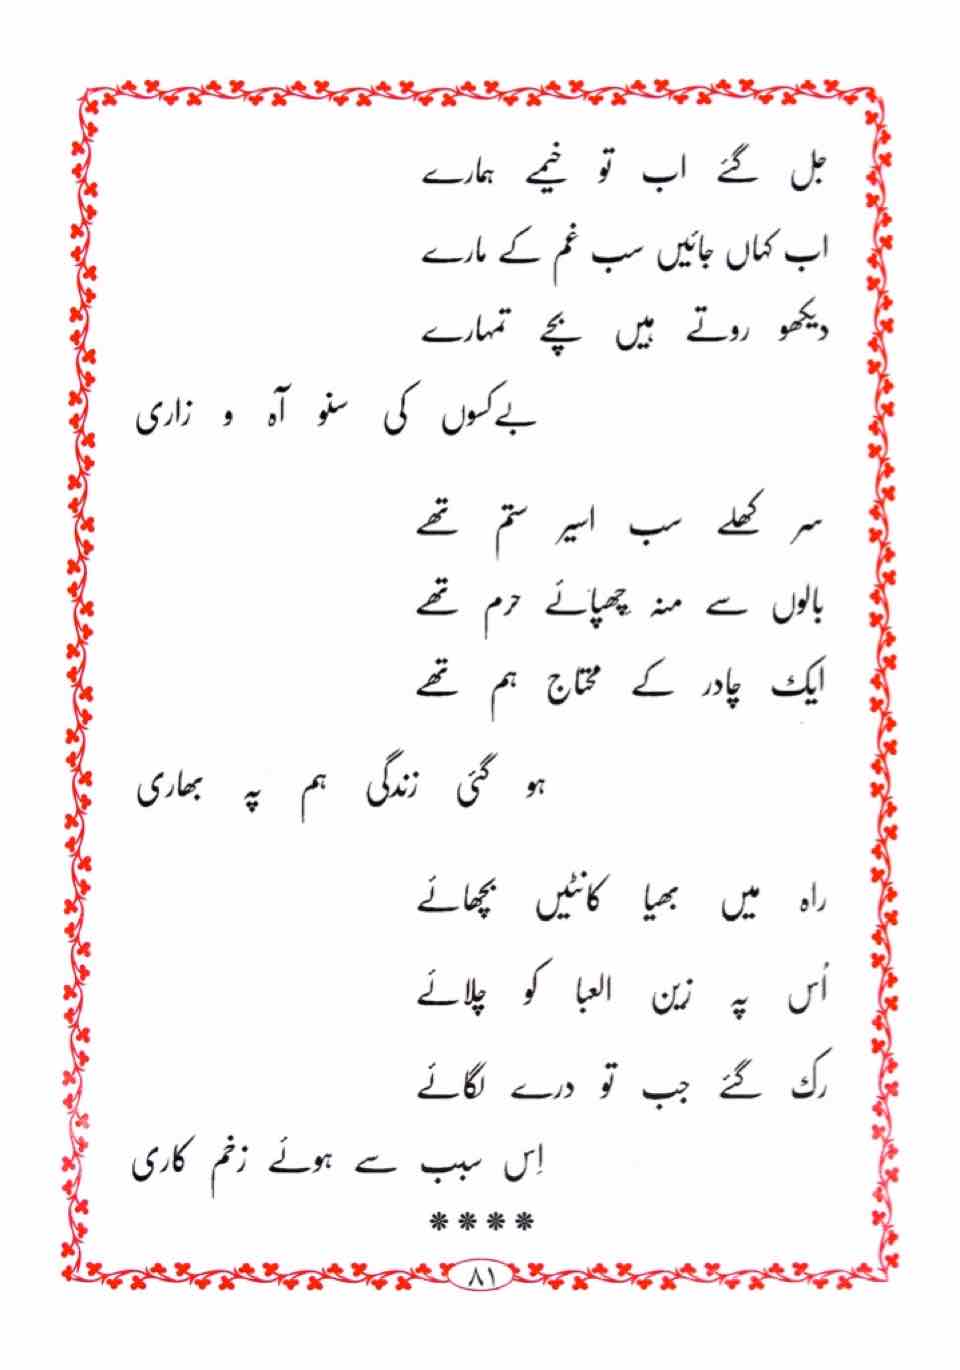 جل گئے اب تو خیمے ہمارے
اب کہاں جائیں سب غم کے مارے
دیکھو روتے ہیں بچے تمہارے
بے کسوں کی سنو آہ و زاری
سر کھلے سب اسیر ستم تھے
بالوں سے منہ چھپائے حرم تھے
ایک چادر کے محتاج ہم تھے
ہو گئی زندگی ہم پہ بھاری
راہ میں بھیا کانٹیں بچھائے
اُس پہ زین العبا کو چلائے
رک گئے جب تو درے لگائے
اِس سبب سے ہوئے زخم کاری
****
۸۱